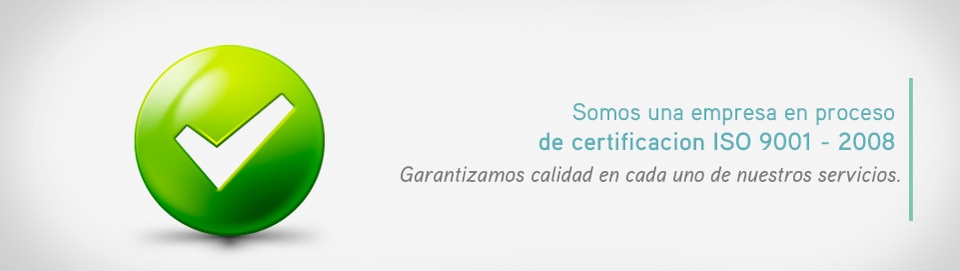 Somos una empresa en proceso
de certificacion ISO 9001 - 2008
Garantizamos calidad en cada uno de nuestros servicios.